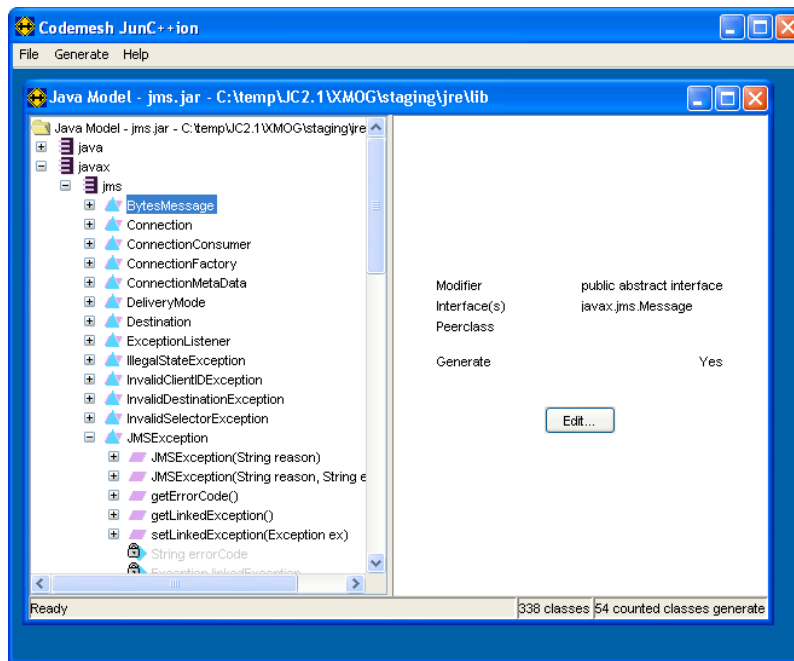 Codemesh JunC++ion
File Generate Help
Java Model - jms.jar - C:\temp\JC2.1\XMOG\staging\jre\lib
Java Model - jms.jar - C:\temp\JC2.1\XMOG\staging\jre
java
javax
jms
BytesMessage
Connection
ConnectionConsumer
ConnectionFactory
ConnectionMetaData
DeliveryMode
Destination
ExceptionListener
IllegalStateException
InvalidClientIDException
InvalidDestinationException
InvalidSelectorException
JMSException
JMSException(String reason)
JMSException(String reason, String e
getErrorCode()
getLinkedException()
setLinkedException(Exception ex)
String errorCode
Exception linkedException
Modifier public abstract interface
Interface(s) javax.jms.Message
Peerclass
Generate Yes
Edit...
Ready 338 classes 54 counted classes generate